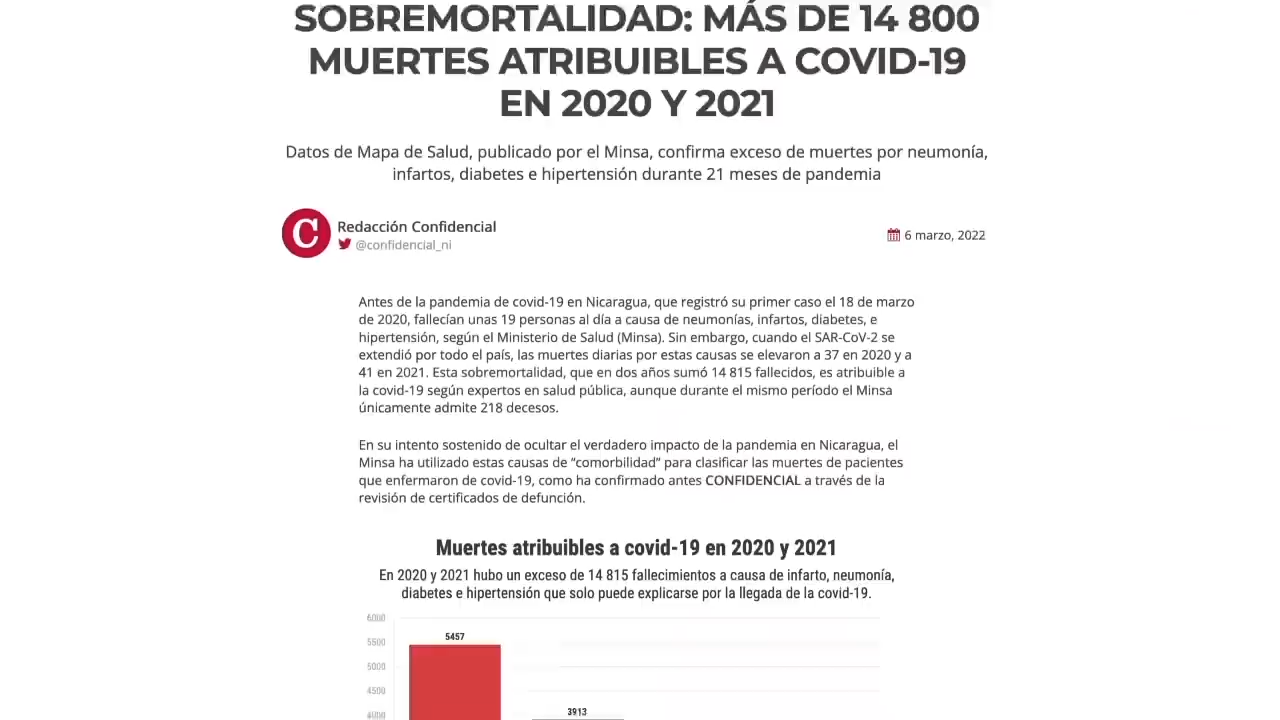 SOBREMORTALIDAD: MÁS DE 14 800
MUERTES ATRIBUIBLES A COVID-19
EN 2020 Y 2021
Datos de Mapa de Salud, publicado por el Minsa, confirma exceso de muertes por neumonía,
infartos, diabetes e hipertensión durante 21 meses de pandemia
C
Redacción Confidencial
@confidencial_ni
6 marzo, 2022
Antes de la pandemia de covid-19 en Nicaragua, que registró su primer caso el 18 de marzo
de 2020, fallecían unas 19 personas al día a causa de neumonías, infartos, diabetes, e
hipertensión, según el Ministerio de Salud (Minsa). Sin embargo, cuando el SAR-CoV-2 se
extendió por todo el país, las muertes diarias por estas causas se elevaron a 37 en 2020 y a
41 en 2021. Esta sobremortalidad, que en dos años sumó 14 815 fallecidos, es atribuible a
la covid-19 según expertos en salud pública, aunque durante el mismo período el Minsa
únicamente admite 218 decesos.
En su intento sostenido de ocultar el verdadero impacto de la pandemia en Nicaragua, el
Minsa ha utilizado estas causas de “comorbilidad” para clasificar las muertes de pacientes
que enfermaron de covid-19, como ha confirmado antes CONFIDENCIAL a través de la
revisión de certificados de defunción.
Muertes atribuibles a covid-19 en 2020 y 2021
En 2020 y 2021 hubo un exceso de 14 815 fallecimientos a causa de infarto, neumonía,
diabetes e hipertensión que solo puede explicarse por la llegada de la covid-19.
6000
5457
5500
5000
4500
3913
4000